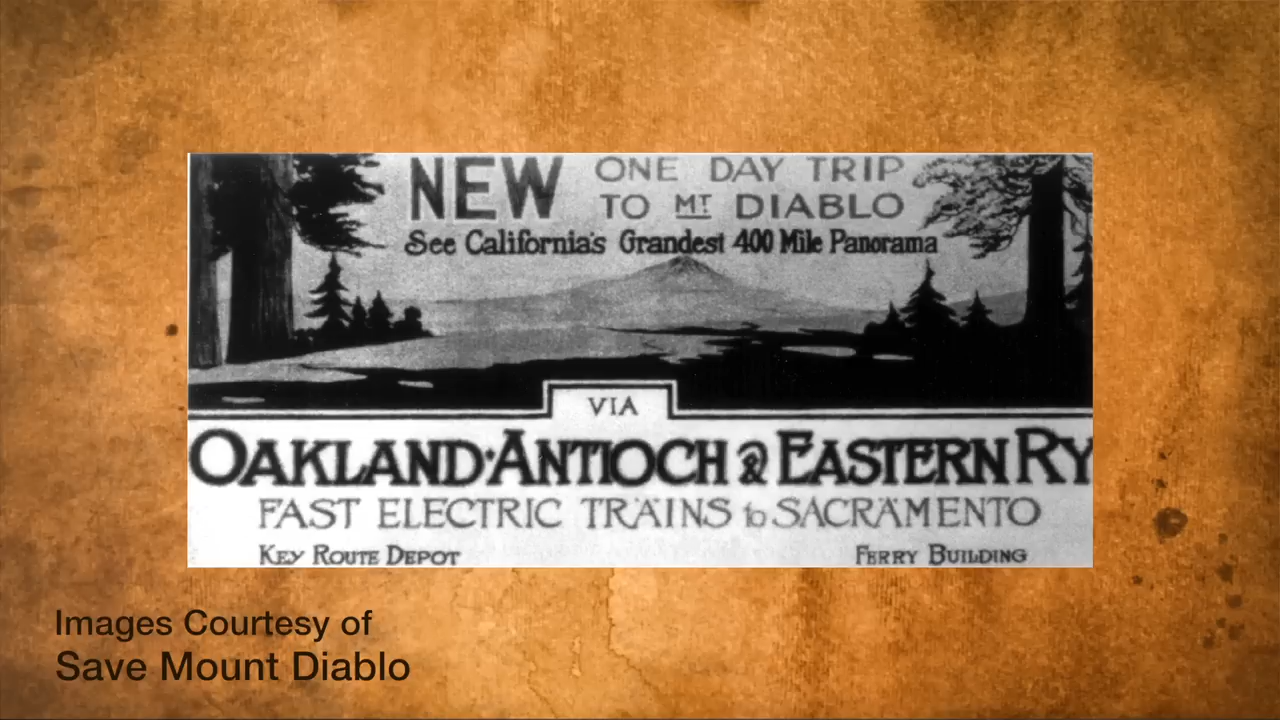 NEW ONE DAY TRIP
TO MT DIABLO
See California's Grandest 400 Mile Panorama
VIA
OAKLAND·ANTIOCH & EASTERN RY
FAST ELECTRIC TRAINS to SACRAMENTO
KEY ROUTE DEPOT FERRY BUILDING
Images Courtesy of
Save Mount Diablo